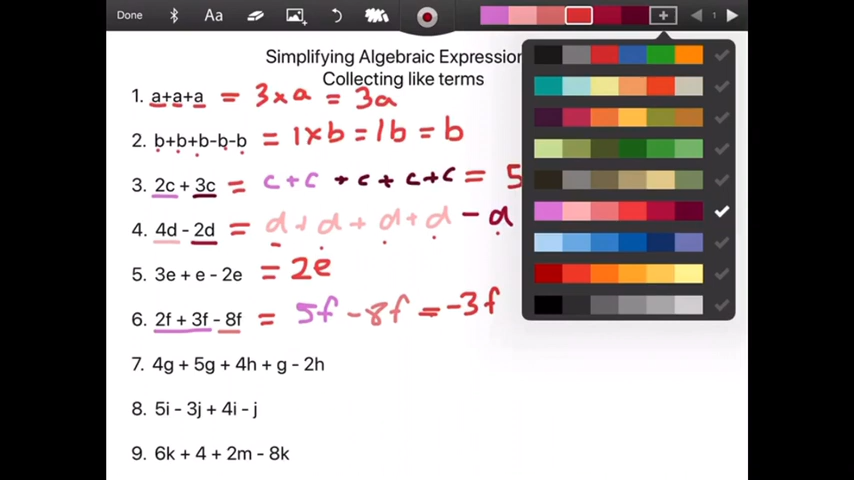 Done Aa 1
Simplifying Algebraic Expression
Collecting like terms
1. a+a+a = 3×a = 3a
2. b+b+b-b-b = 1×b = 1b = b
3. 2c + 3c = c+c + c + c+c = 5
4. 4d - 2d = d + d + d + d - d
5. 3e + e - 2e = 2e
6. 2f + 3f - 8f = 5f - 8f = -3f
7. 4g + 5g + 4h + g - 2h
8. 5i - 3j + 4i - j
9. 6k + 4 + 2m - 8k